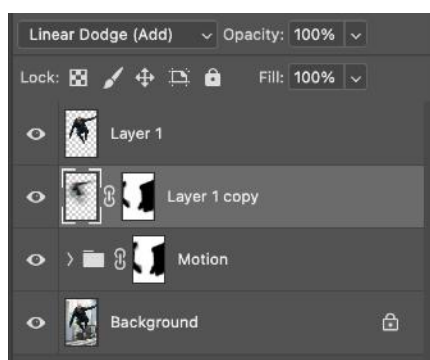 Linear Dodge (Add) Opacity: 100%
Lock: Fill: 100%
Layer 1
Layer 1 copy
Motion
Background